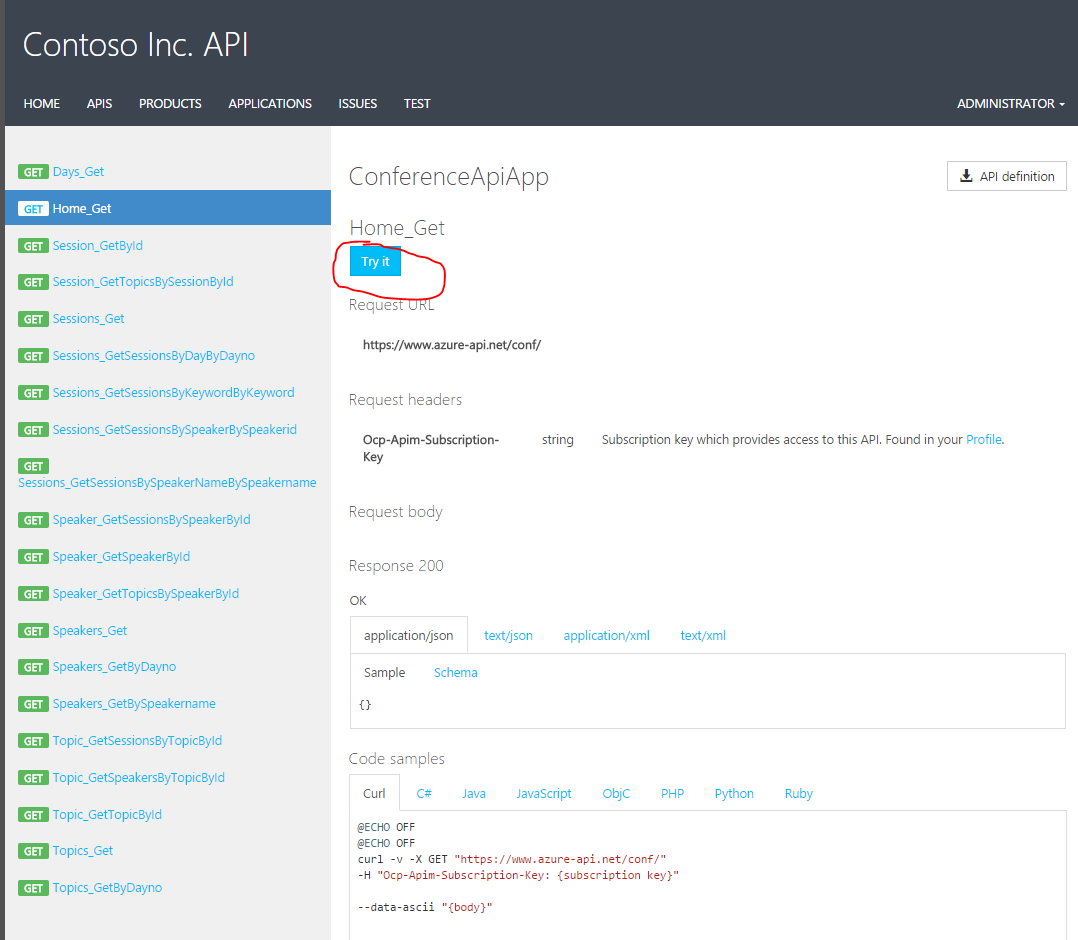 Contoso Inc. API
HOME APIS PRODUCTS APPLICATIONS ISSUES TEST ADMINISTRATOR
GET Days_Get
GET Home_Get
GET Session_GetById
GET Session_GetTopicsBySessionById
GET Sessions_Get
GET Sessions_GetSessionsByDayByDayno
GET Sessions_GetSessionsByKeywordByKeyword
GET Sessions_GetSessionsBySpeakerBySpeakerid
GET
Sessions_GetSessionsBySpeakerNameBySpeakername
GET Speaker_GetSessionsBySpeakerById
GET Speaker_GetSpeakerById
GET Speaker_GetTopicsBySpeakerById
GET Speakers_Get
GET Speakers_GetByDayno
GET Speakers_GetBySpeakername
GET Topic_GetSessionsByTopicById
GET Topic_GetSpeakersByTopicById
GET Topic_GetTopicById
GET Topics_Get
GET Topics_GetByDayno
ConferenceApiApp
API definition
Home_Get
Try it
Request URL
https://www.azure-api.net/conf/
Request headers
Ocp-Apim-Subscription- string Subscription key which provides access to this API. Found in your Profile.
Key
Request body
Response 200
OK
application/json text/json application/xml text/xml
Sample Schema
{}
Code samples
Curl C# Java JavaScript ObjC PHP Python Ruby
@ECHO OFF
@ECHO OFF
curl -v -X GET "https://www.azure-api.net/conf/"
-H "Ocp-Apim-Subscription-Key: {subscription key}"
--data-ascii "{body}"